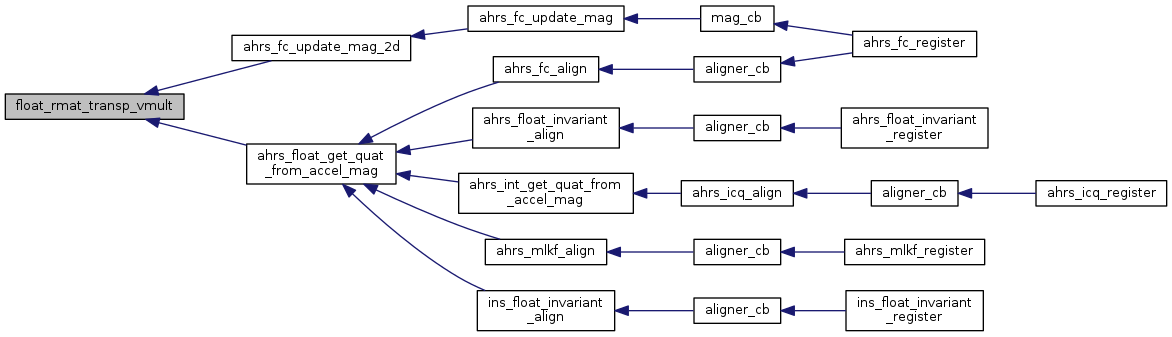 float_rmat_transp_vmult
ahrs_fc_update_mag_2d
ahrs_fc_update_mag
mag_cb
ahrs_fc_register
ahrs_float_get_quat
_from_accel_mag
ahrs_fc_align
aligner_cb
ahrs_float_invariant
_align
aligner_cb
ahrs_float_invariant
_register
ahrs_int_get_quat_from
_accel_mag
ahrs_icq_align
aligner_cb
ahrs_icq_register
ahrs_mlkf_align
aligner_cb
ahrs_mlkf_register
ins_float_invariant
_align
aligner_cb
ins_float_invariant
_register